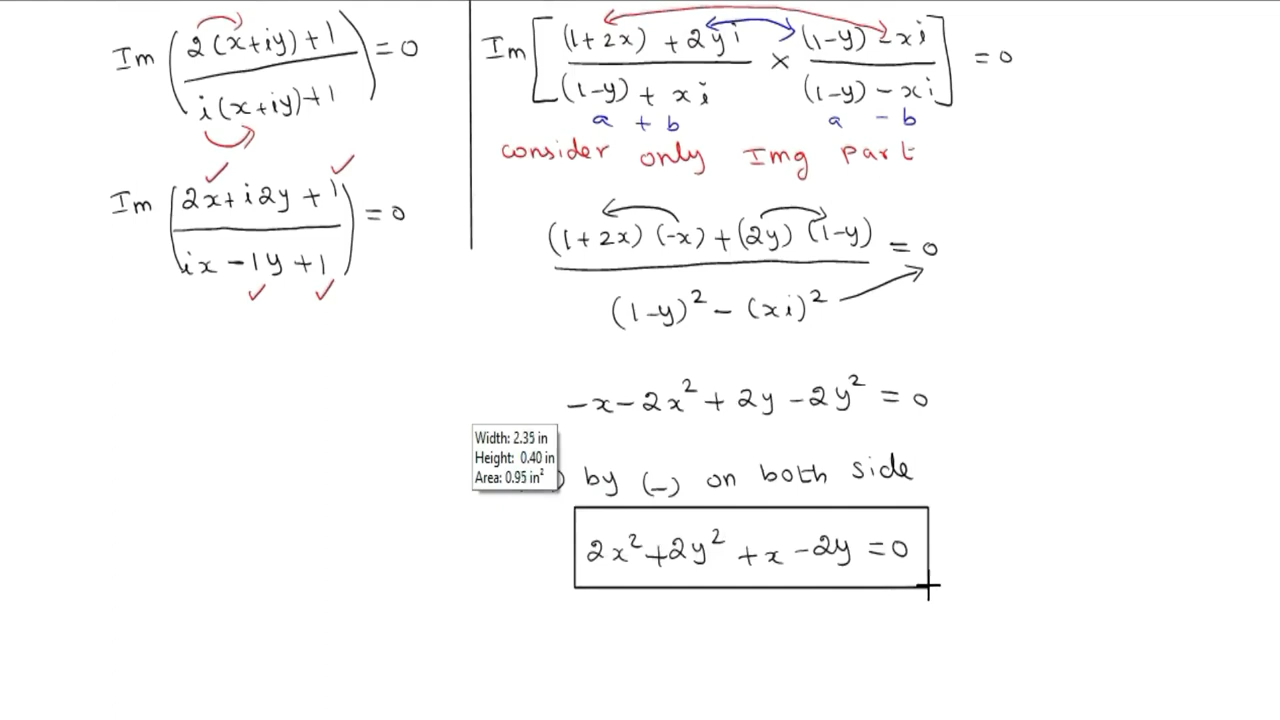 Im (2(x+iy)+1 / i(x+iy)+1) = 0
Im (2x+i2y+1 / ix-1y+1) = 0
Im [(1+2x)+2yi / (1-y)+xi × (1-y)-xi / (1-y)-xi] = 0
a + b a - b
consider only Img part
(1+2x)(-x)+(2y)(1-y) / (1-y)² - (xi)² = 0
-x-2x²+2y-2y² = 0
Width: 2.35 in
Height: 0.40 in
Area: 0.95 in²
) by (-) on both side
2x²+2y²+x-2y=0